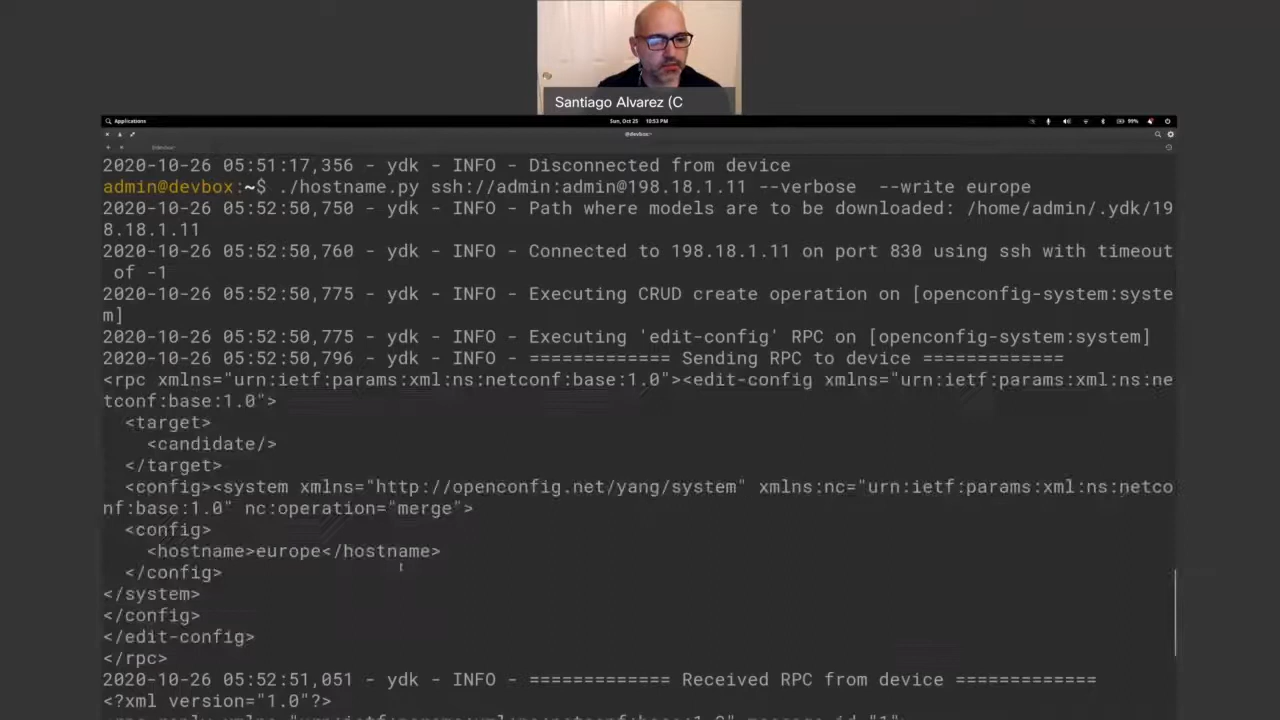 Santiago Alvarez (C
Applications
Sun, Oct 25 10:53 PM
99%
@devbox:~
2020-10-26 05:51:17,356 - ydk - INFO - Disconnected from device
admin@devbox:~$ ./hostname.py ssh://admin:admin@198.18.1.11 --verbose  --write europe
2020-10-26 05:52:50,750 - ydk - INFO - Path where models are to be downloaded: /home/admin/.ydk/19
8.18.1.11
2020-10-26 05:52:50,760 - ydk - INFO - Connected to 198.18.1.11 on port 830 using ssh with timeout
of -1
2020-10-26 05:52:50,775 - ydk - INFO - Executing CRUD create operation on [openconfig-system:syste
m]
2020-10-26 05:52:50,775 - ydk - INFO - Executing 'edit-config' RPC on [openconfig-system:system]
2020-10-26 05:52:50,796 - ydk - INFO - ============= Sending RPC to device =============
<rpc xmlns="urn:ietf:params:xml:ns:netconf:base:1.0"><edit-config xmlns="urn:ietf:params:xml:ns:ne
tconf:base:1.0">
<target>
<candidate/>
</target>
<config><system xmlns="http://openconfig.net/yang/system" xmlns:nc="urn:ietf:params:xml:ns:netco
nf:base:1.0" nc:operation="merge">
<config>
<hostname>europe</hostname>
</config>
</system>
</config>
</edit-config>
</rpc>
2020-10-26 05:52:51,051 - ydk - INFO - ============= Received RPC from device =============
<?xml version="1.0"?>